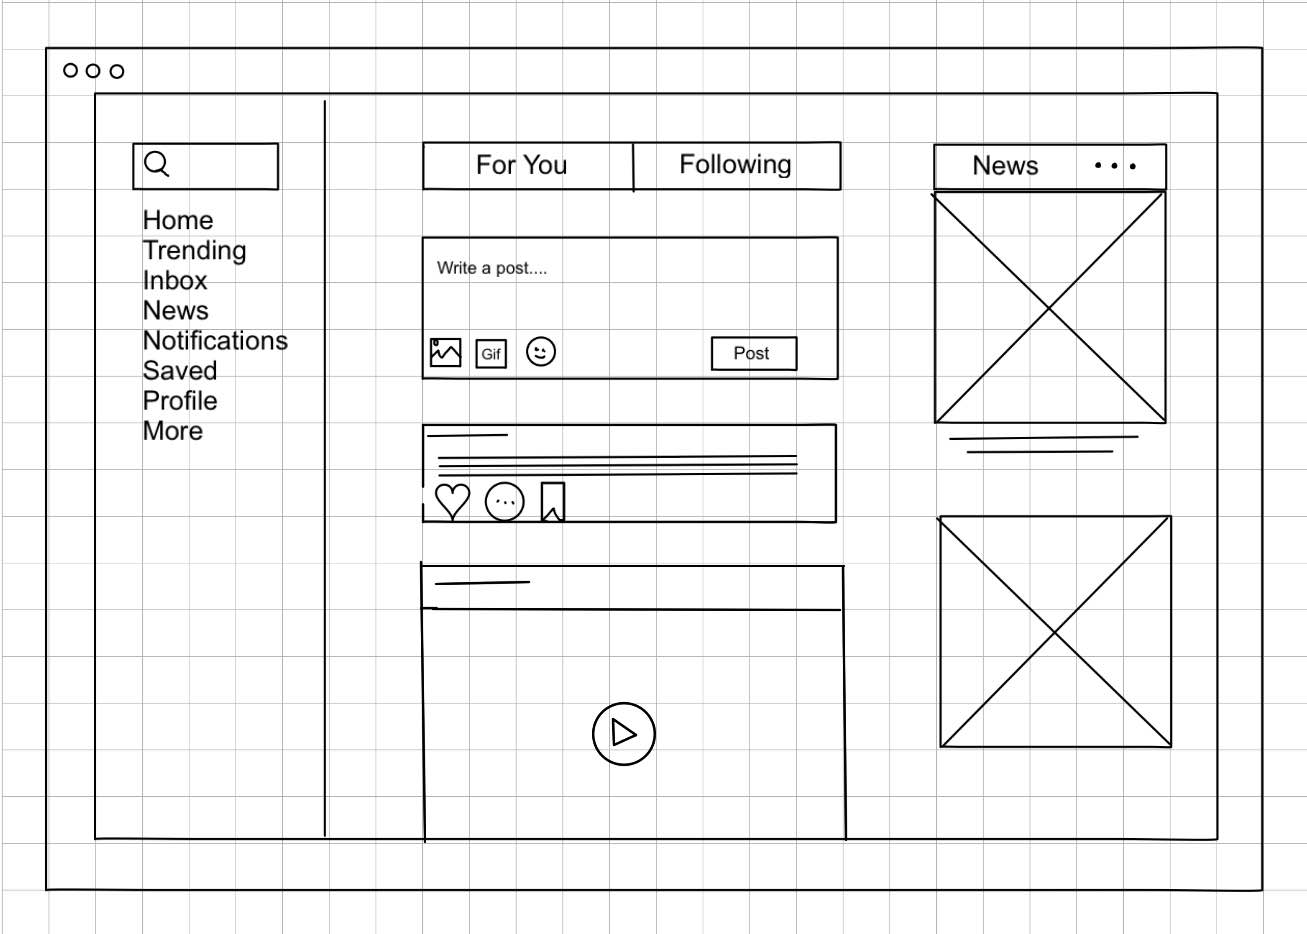 Home
Trending
Inbox
News
Notifications
Saved
Profile
More
For You
Following
Write a post....
Gif
Post
News